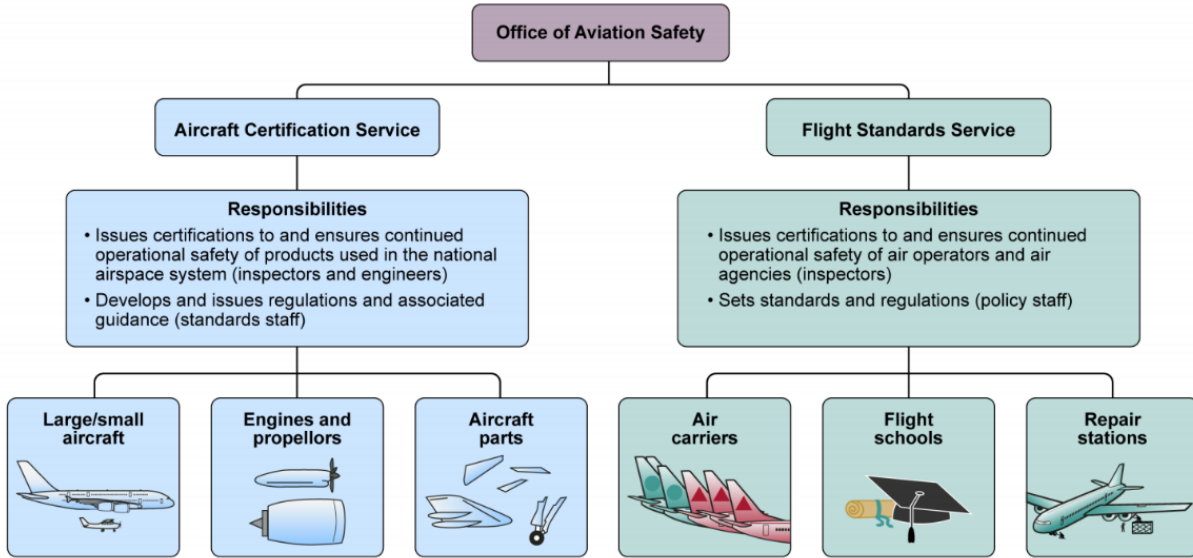 Office of Aviation Safety
Aircraft Certification Service
Flight Standards Service
Responsibilities
• Issues certifications to and ensures continued
operational safety of products used in the national
airspace system (inspectors and engineers)
• Develops and issues regulations and associated
guidance (standards staff)
Responsibilities
• Issues certifications to and ensures continued
operational safety of air operators and air
agencies (inspectors)
• Sets standards and regulations (policy staff)
Large/small
aircraft
Engines and
propellors
Aircraft
parts
Air
carriers
Flight
schools
Repair
stations